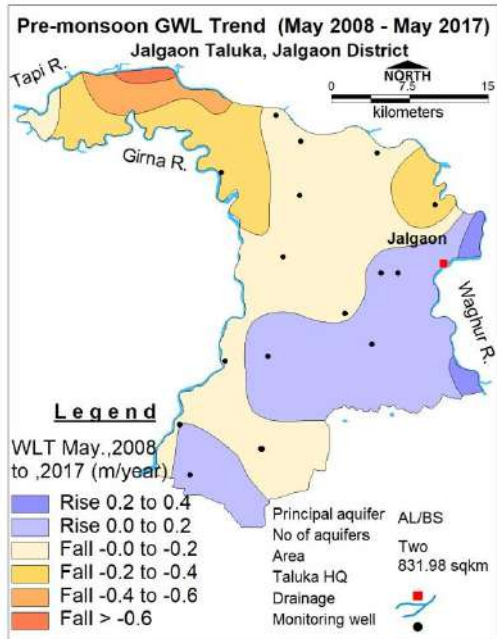 Pre-monsoon GWL Trend (May 2008 - May 2017)
Jalgaon Taluka, Jalgaon District
Tapi R.
NORTH
0 7.5 15
kilometers
Girna R.
Jalgaon
Waghur R.
Legend
WLT May.,2008
to ,2017 (m/year)
Rise 0.2 to 0.4
Rise 0.0 to 0.2
Fall -0.0 to -0.2
Fall -0.2 to -0.4
Fall -0.4 to -0.6
Fall > -0.6
Principal aquifer AL/BS
No of aquifers Two
Area 831.98 sqkm
Taluka HQ
Drainage
Monitoring well